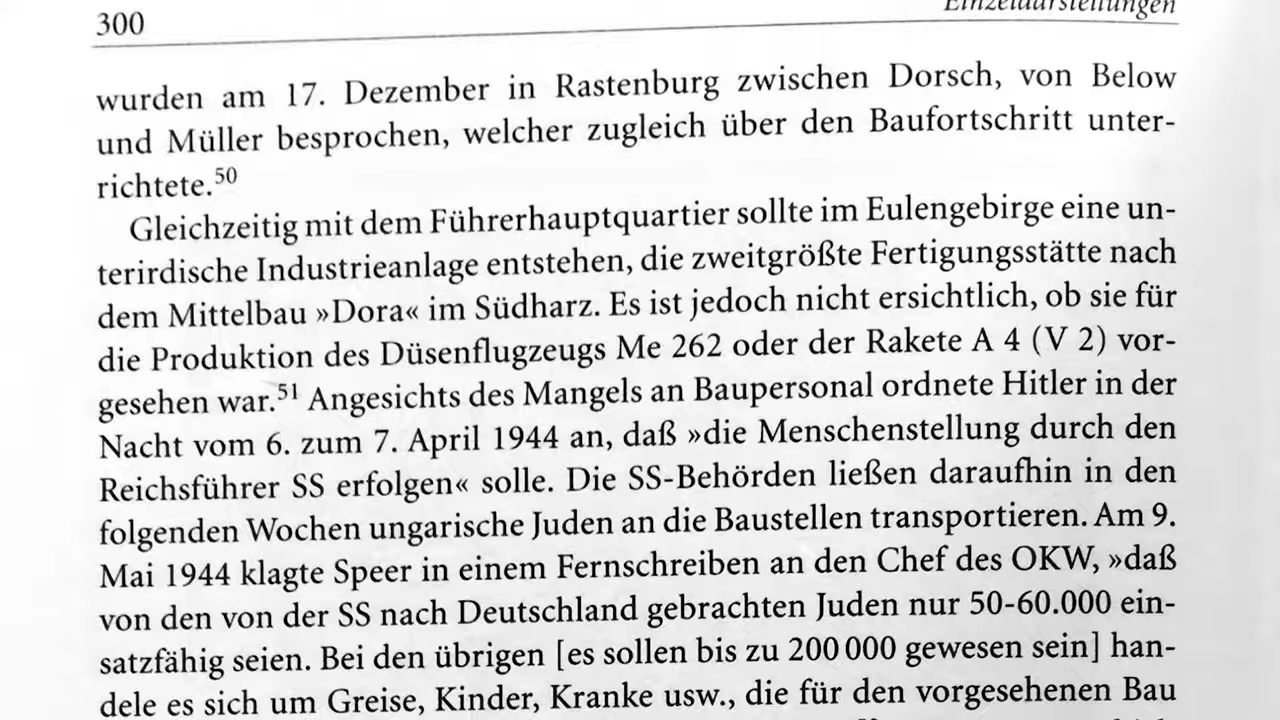 300
Einzeldarstellungen
wurden am 17. Dezember in Rastenburg zwischen Dorsch, von Below
und Müller besprochen, welcher zugleich über den Baufortschritt unter-
richtete.50
Gleichzeitig mit dem Führerhauptquartier sollte im Eulengebirge eine un-
terirdische Industrieanlage entstehen, die zweitgrößte Fertigungsstätte nach
dem Mittelbau »Dora« im Südharz. Es ist jedoch nicht ersichtlich, ob sie für
die Produktion des Düsenflugzeugs Me 262 oder der Rakete A 4 (V 2) vor-
gesehen war.51 Angesichts des Mangels an Baupersonal ordnete Hitler in der
Nacht vom 6. zum 7. April 1944 an, daß »die Menschenstellung durch den
Reichsführer SS erfolgen« solle. Die SS-Behörden ließen daraufhin in den
folgenden Wochen ungarische Juden an die Baustellen transportieren. Am 9.
Mai 1944 klagte Speer in einem Fernschreiben an den Chef des OKW, »daß
von den von der SS nach Deutschland gebrachten Juden nur 50-60.000 ein-
satzfähig seien. Bei den übrigen [es sollen bis zu 200 000 gewesen sein] han-
dele es sich um Greise, Kinder, Kranke usw., die für den vorgesehenen Bau